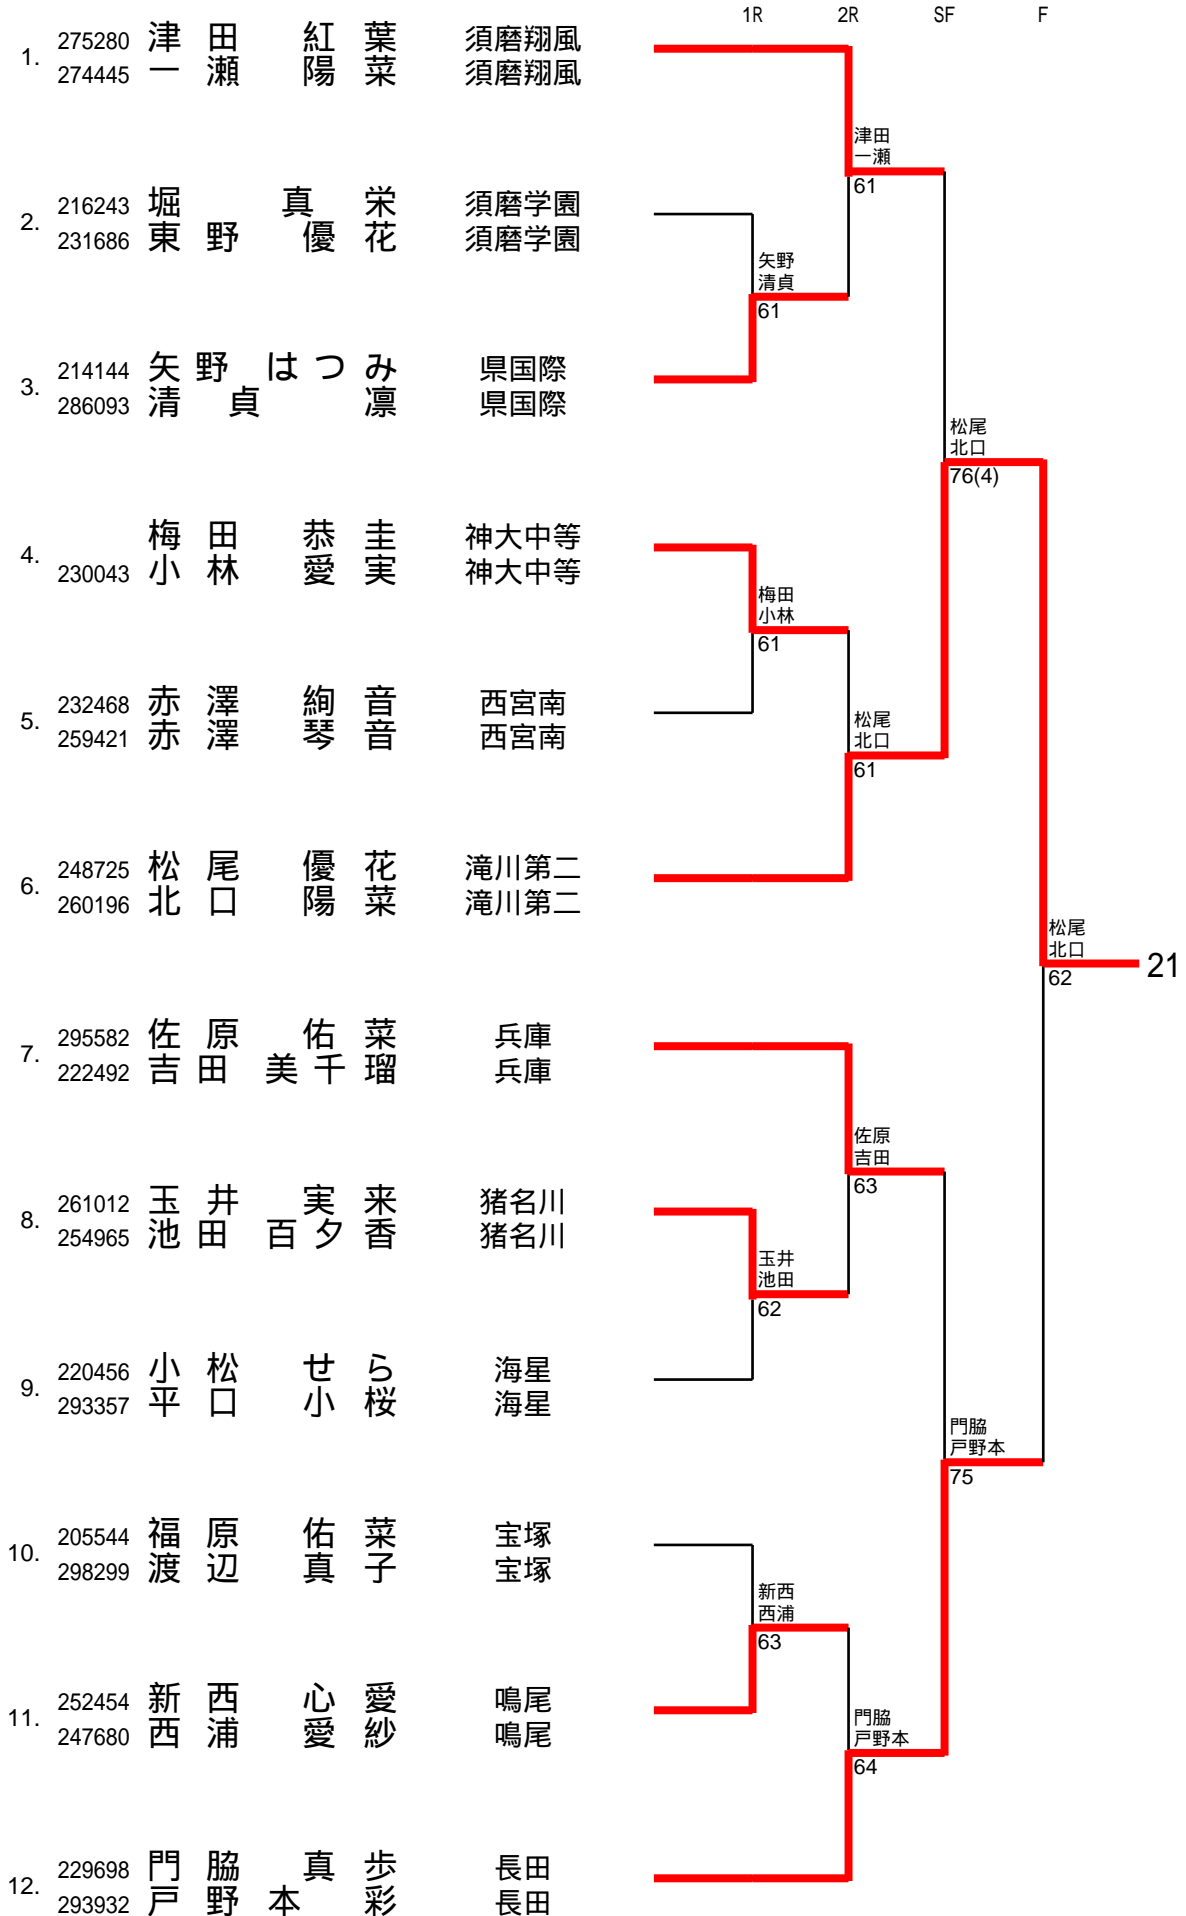 1R 2R SF F
1. 275280 津田 紅葉 須磨翔風
274445 一瀬 陽菜 須磨翔風
津田
一瀬
61
2. 216243 堀 真栄 須磨学園
231686 東野 優花 須磨学園
矢野
清貞
61
3. 214144 矢野 はつみ 県国際
286093 清貞 凛 県国際
松尾
北口
76(4)
4. 梅田 恭圭 神大中等
230043 小林 愛実 神大中等
梅田
小林
61
5. 232468 赤澤 絢音 西宮南
259421 赤澤 琴音 西宮南
松尾
北口
61
6. 248725 松尾 優花 滝川第二
260196 北口 陽菜 滝川第二
松尾
北口
62
21
7. 295582 佐原 佑菜 兵庫
222492 吉田 美千瑠 兵庫
佐原
吉田
63
8. 261012 玉井 実来 猪名川
254965 池田 百夕香 猪名川
玉井
池田
62
9. 220456 小松 せら 海星
293357 平口 小桜 海星
門脇
戸野本
75
10. 205544 福原 佑菜 宝塚
298299 渡辺 真子 宝塚
新西
西浦
63
11. 252454 新西 心愛 鳴尾
247680 西浦 愛紗 鳴尾
門脇
戸野本
64
12. 229698 門脇 真歩 長田
293932 戸野本 彩 長田